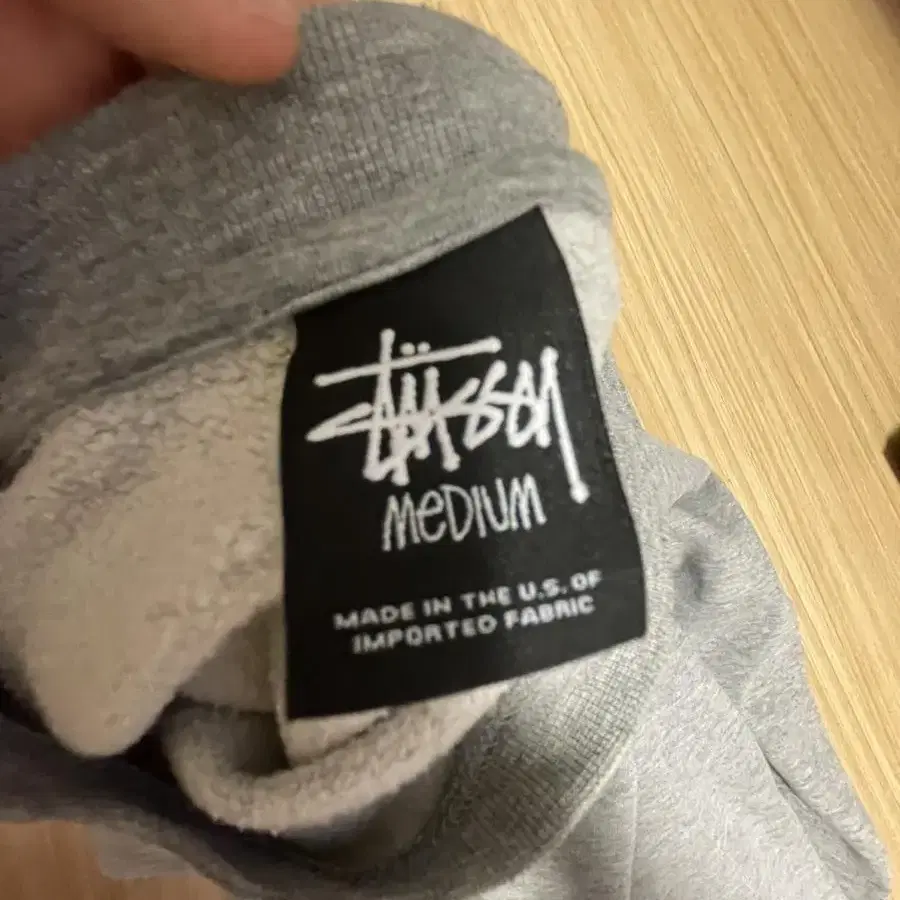 Stüssy
MEDIUM
MADE IN THE U.S. OF
IMPORTED FABRIC